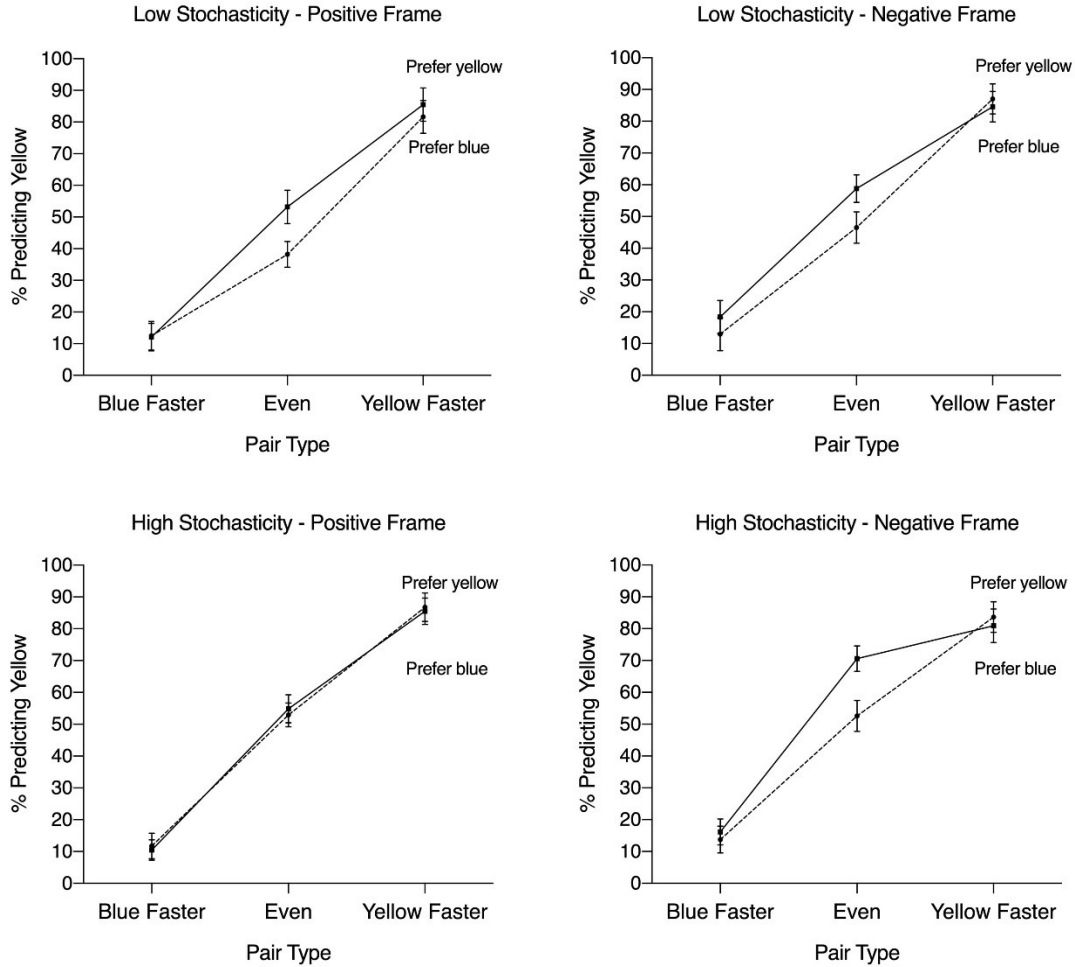 Low Stochasticity - Positive Frame
100
90
80
70
60
50
40
30
20
10
0
% Predicting Yellow
Prefer yellow
Prefer blue
Blue Faster Even Yellow Faster
Pair Type
Low Stochasticity - Negative Frame
100
90
80
70
60
50
40
30
20
10
0
% Predicting Yellow
Prefer yellow
Prefer blue
Blue Faster Even Yellow Faster
Pair Type
High Stochasticity - Positive Frame
100
90
80
70
60
50
40
30
20
10
0
% Predicting Yellow
Prefer yellow
Prefer blue
Blue Faster Even Yellow Faster
Pair Type
High Stochasticity - Negative Frame
100
90
80
70
60
50
40
30
20
10
0
% Predicting Yellow
Prefer yellow
Prefer blue
Blue Faster Even Yellow Faster
Pair Type